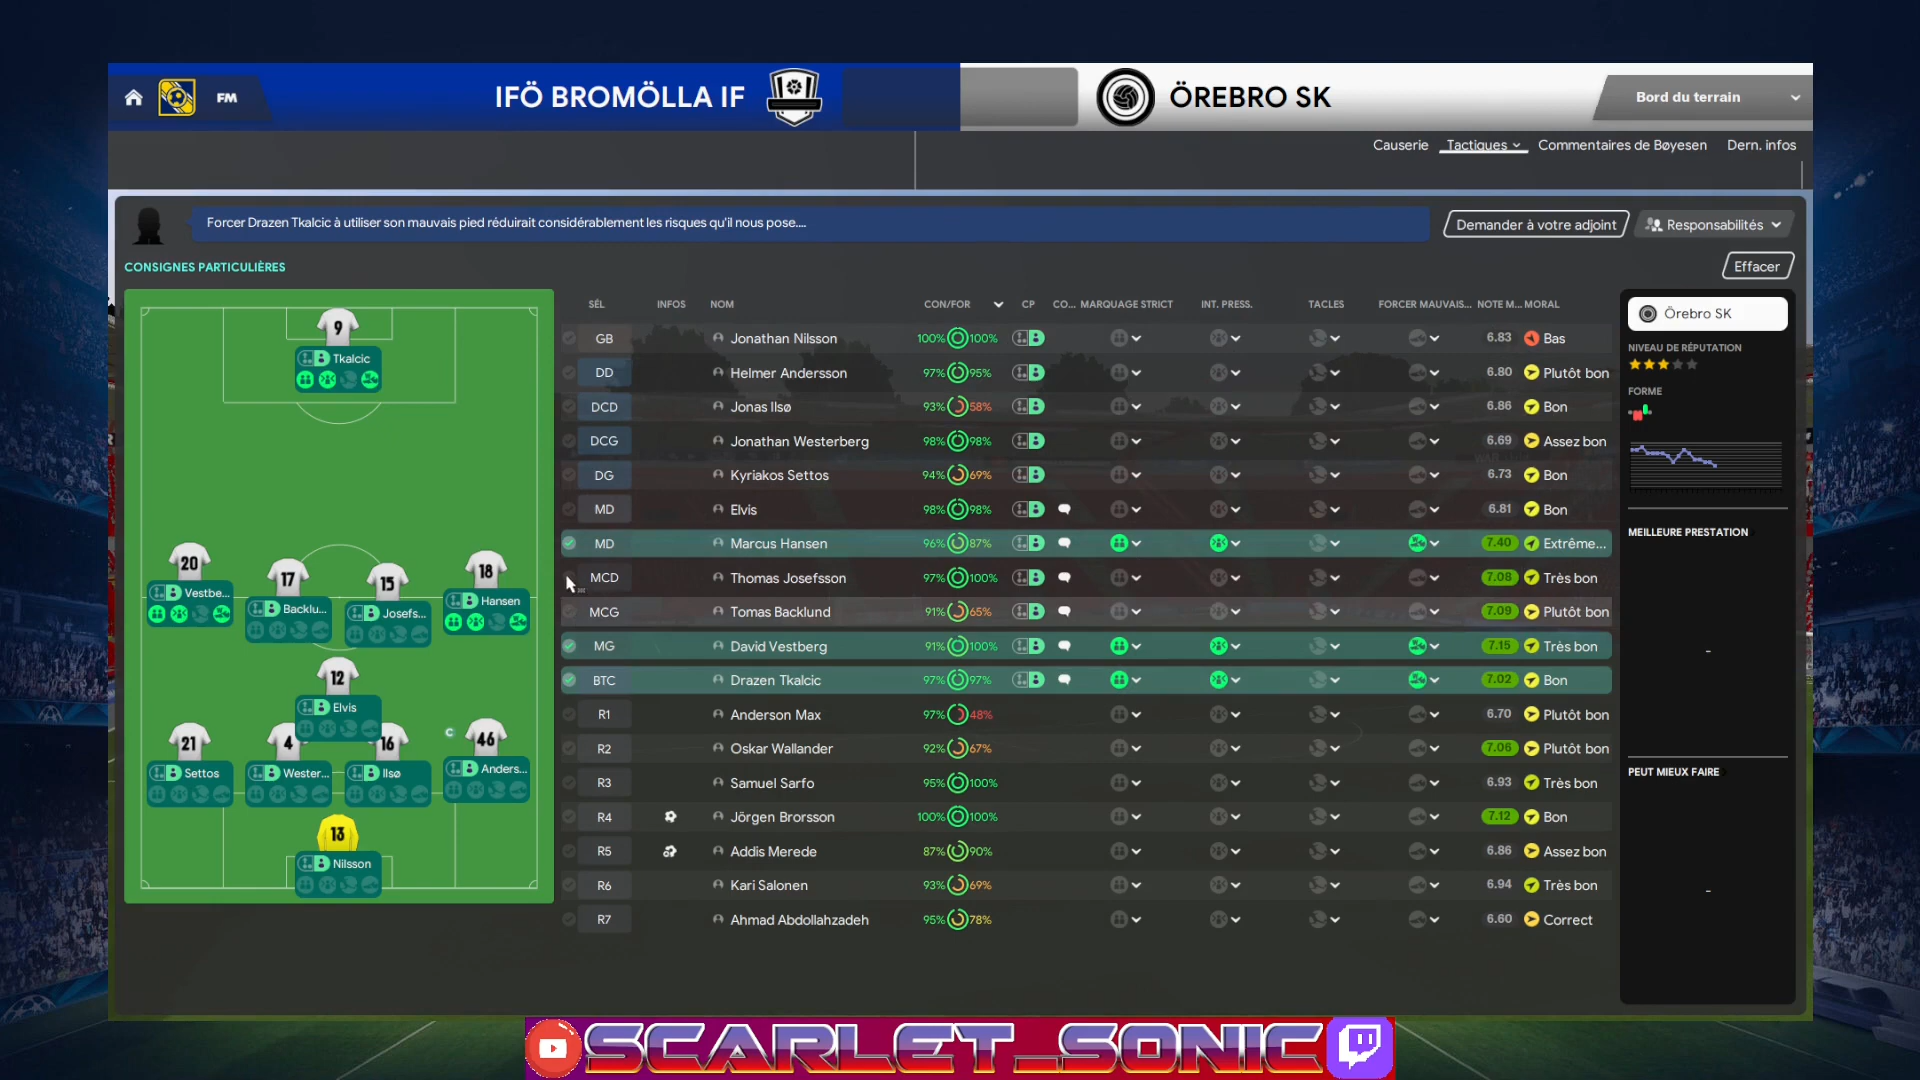 FM
IFÖ BROMÖLLA IF
ÖREBRO SK
Bord du terrain
Causerie
Tactiques
Commentaires de Bøyesen
Dern. infos
Forcer Drazen Tkalcic à utiliser son mauvais pied réduirait considérablement les risques qu'il nous pose....
Demander à votre adjoint
Responsabilités
CONSIGNES PARTICULIÈRES
Effacer
9
Tkalcic
20
Vestbe...
17
Backlu...
15
Josefs...
18
Hansen
12
Elvis
21
Settos
4
Wester...
16
Ilsø
C
46
Anders...
13
Nilsson
SÉL INFOS NOM CON/FOR CP CO... MARQUAGE STRICT INT. PRESS. TACLES FORCER MAUVAIS... NOTE M... MORAL
GB Jonathan Nilsson 100% 100% 6.83 Bas
DD Helmer Andersson 97% 95% 6.80 Plutôt bon
DCD Jonas Ilsø 93% 58% 6.86 Bon
DCG Jonathan Westerberg 98% 98% 6.69 Assez bon
DG Kyriakos Settos 94% 69% 6.73 Bon
MD Elvis 98% 98% 6.81 Bon
MD Marcus Hansen 96% 87% 7.40 Extrême...
MCD Thomas Josefsson 97% 100% 7.08 Très bon
MCG Tomas Backlund 91% 65% 7.09 Plutôt bon
MG David Vestberg 91% 100% 7.15 Très bon
BTC Drazen Tkalcic 97% 97% 7.02 Bon
R1 Anderson Max 97% 48% 6.70 Plutôt bon
R2 Oskar Wallander 92% 67% 7.06 Plutôt bon
R3 Samuel Sarfo 95% 100% 6.93 Très bon
R4 Jörgen Brorsson 100% 100% 7.12 Bon
R5 Addis Merede 87% 90% 6.86 Assez bon
R6 Kari Salonen 93% 69% 6.94 Très bon
R7 Ahmad Abdollahzadeh 95% 78% 6.60 Correct
Örebro SK
NIVEAU DE RÉPUTATION
FORME
MEILLEURE PRESTATION
-
PEUT MIEUX FAIRE
-
SCARLET_SONIC